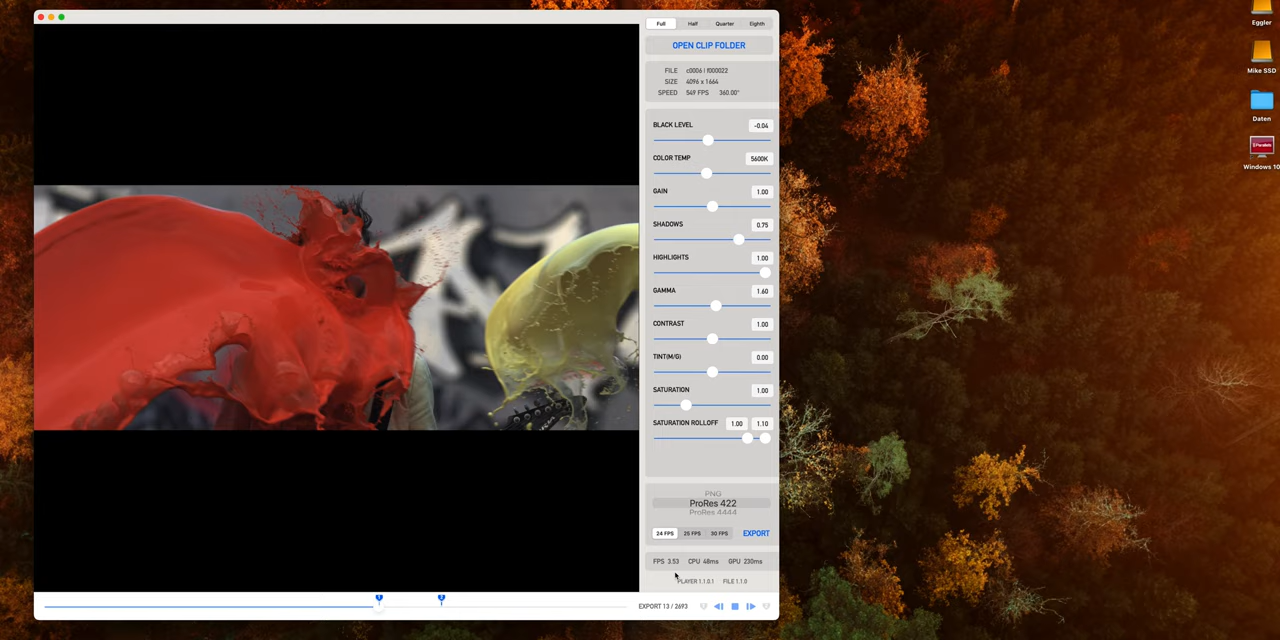 Full Half Quarter Eighth
OPEN CLIP FOLDER
FILE c0006 | f000022
SIZE 4096 x 1664
SPEED 549 FPS 360.00°
BLACK LEVEL -0.04
COLOR TEMP 5600K
GAIN 1.00
SHADOWS 0.75
HIGHLIGHTS 1.00
GAMMA 1.60
CONTRAST 1.00
TINT(M/G) 0.00
SATURATION 1.00
SATURATION ROLLOFF 1.00 1.10
PNG
ProRes 422
ProRes 4444
24 FPS 25 FPS 30 FPS EXPORT
FPS 3.53 CPU 48ms GPU 230ms
PLAYER 1.1.0.1 FILE 1.1.0
EXPORT 13 / 2693
Eggler
Mike SSD
Daten
Parallels
Windows 10